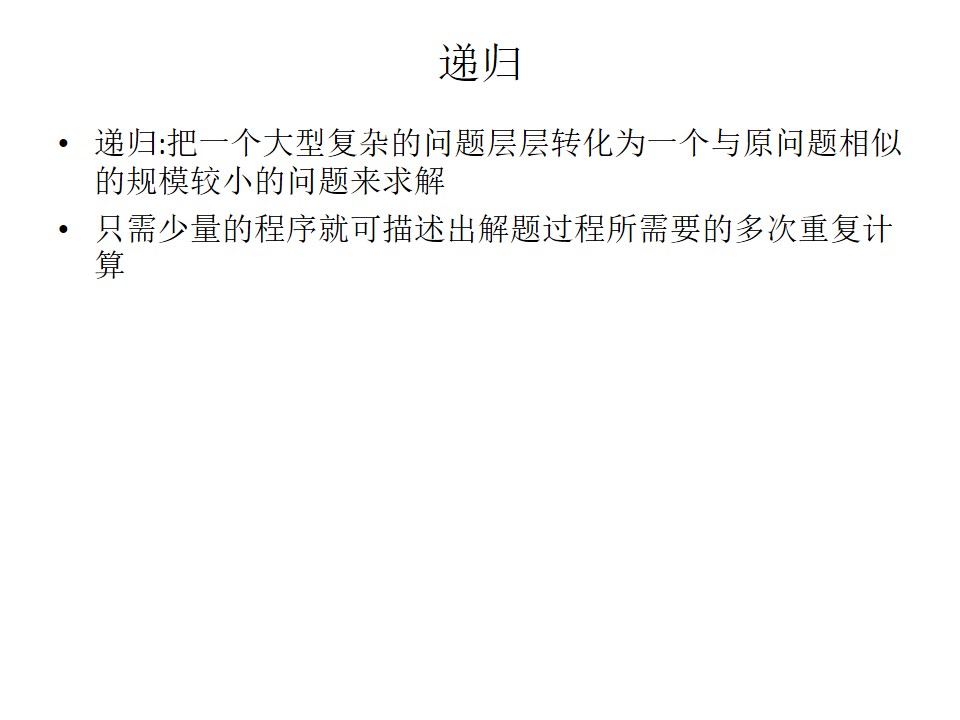 递归
• 递归:把一个大型复杂的问题层层转化为一个与原问题相似
的规模较小的问题来求解
• 只需少量的程序就可描述出解题过程所需要的多次重复计
算